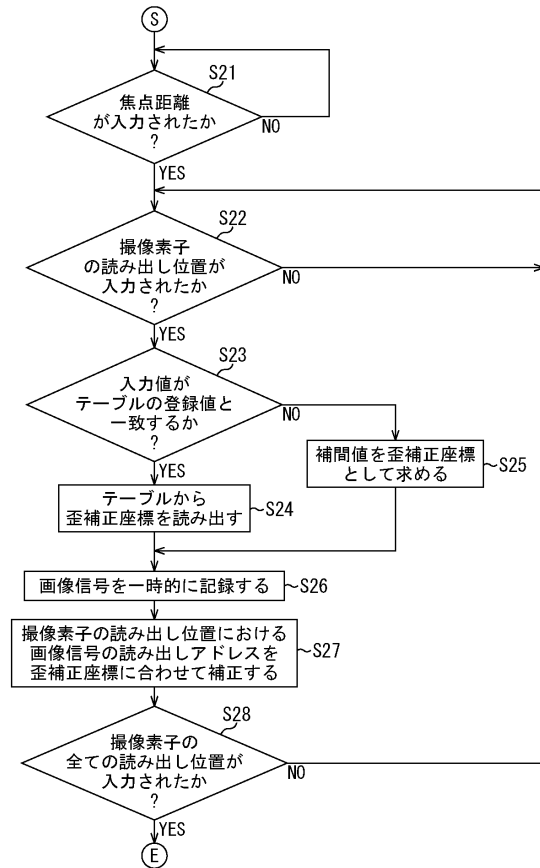 S
S21
焦点距離
が入力されたか
?
NO
YES
S22
撮像素子
の読み出し位置が
入力されたか
?
NO
YES
S23
入力値が
テーブルの登録値と
一致するか
?
NO
YES
補間値を歪補正座標
として求める
S25
テーブルから
歪補正座標を読み出す
S24
画像信号を一時的に記録する
S26
撮像素子の読み出し位置における
画像信号の読み出しアドレスを
歪補正座標に合わせて補正する
S27
S28
撮像素子の
全ての読み出し位置が
入力されたか
?
NO
YES
E